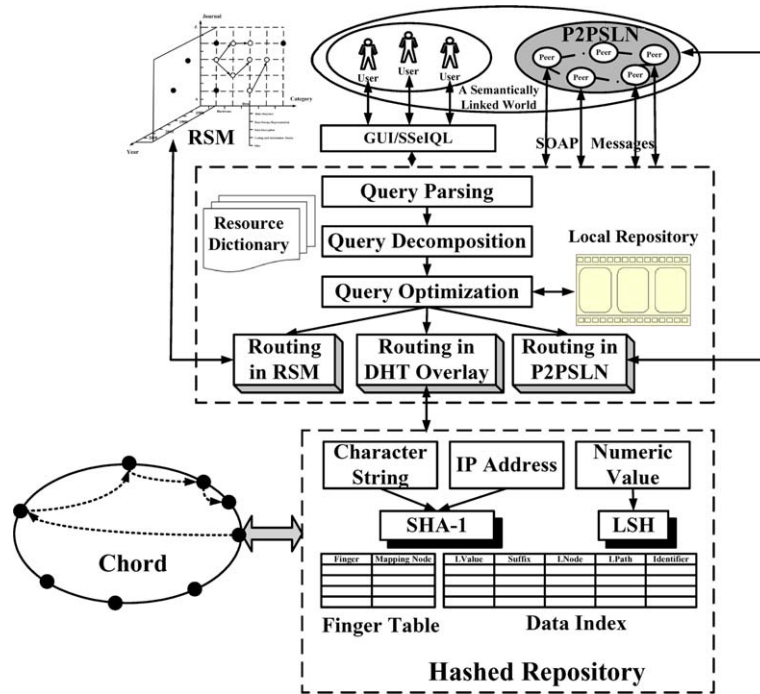 Journal
Category
Year
RSM
User
User
User
A Semantically
Linked World
P2PSLN
Peer
Peer
Peer
Peer
Peer
GUI/SSeIQL
SOAP Messages
Query Parsing
Resource
Dictionary
Query Decomposition
Local Repository
Query Optimization
Routing
in RSM
Routing in
DHT Overlay
Routing in
P2PSLN
Character
String
IP Address
Numeric
Value
SHA-1
LSH
Chord
Finger Mapping Node
LValue Suffix LNode LPath Identifier
Finger Table
Data Index
Hashed Repository